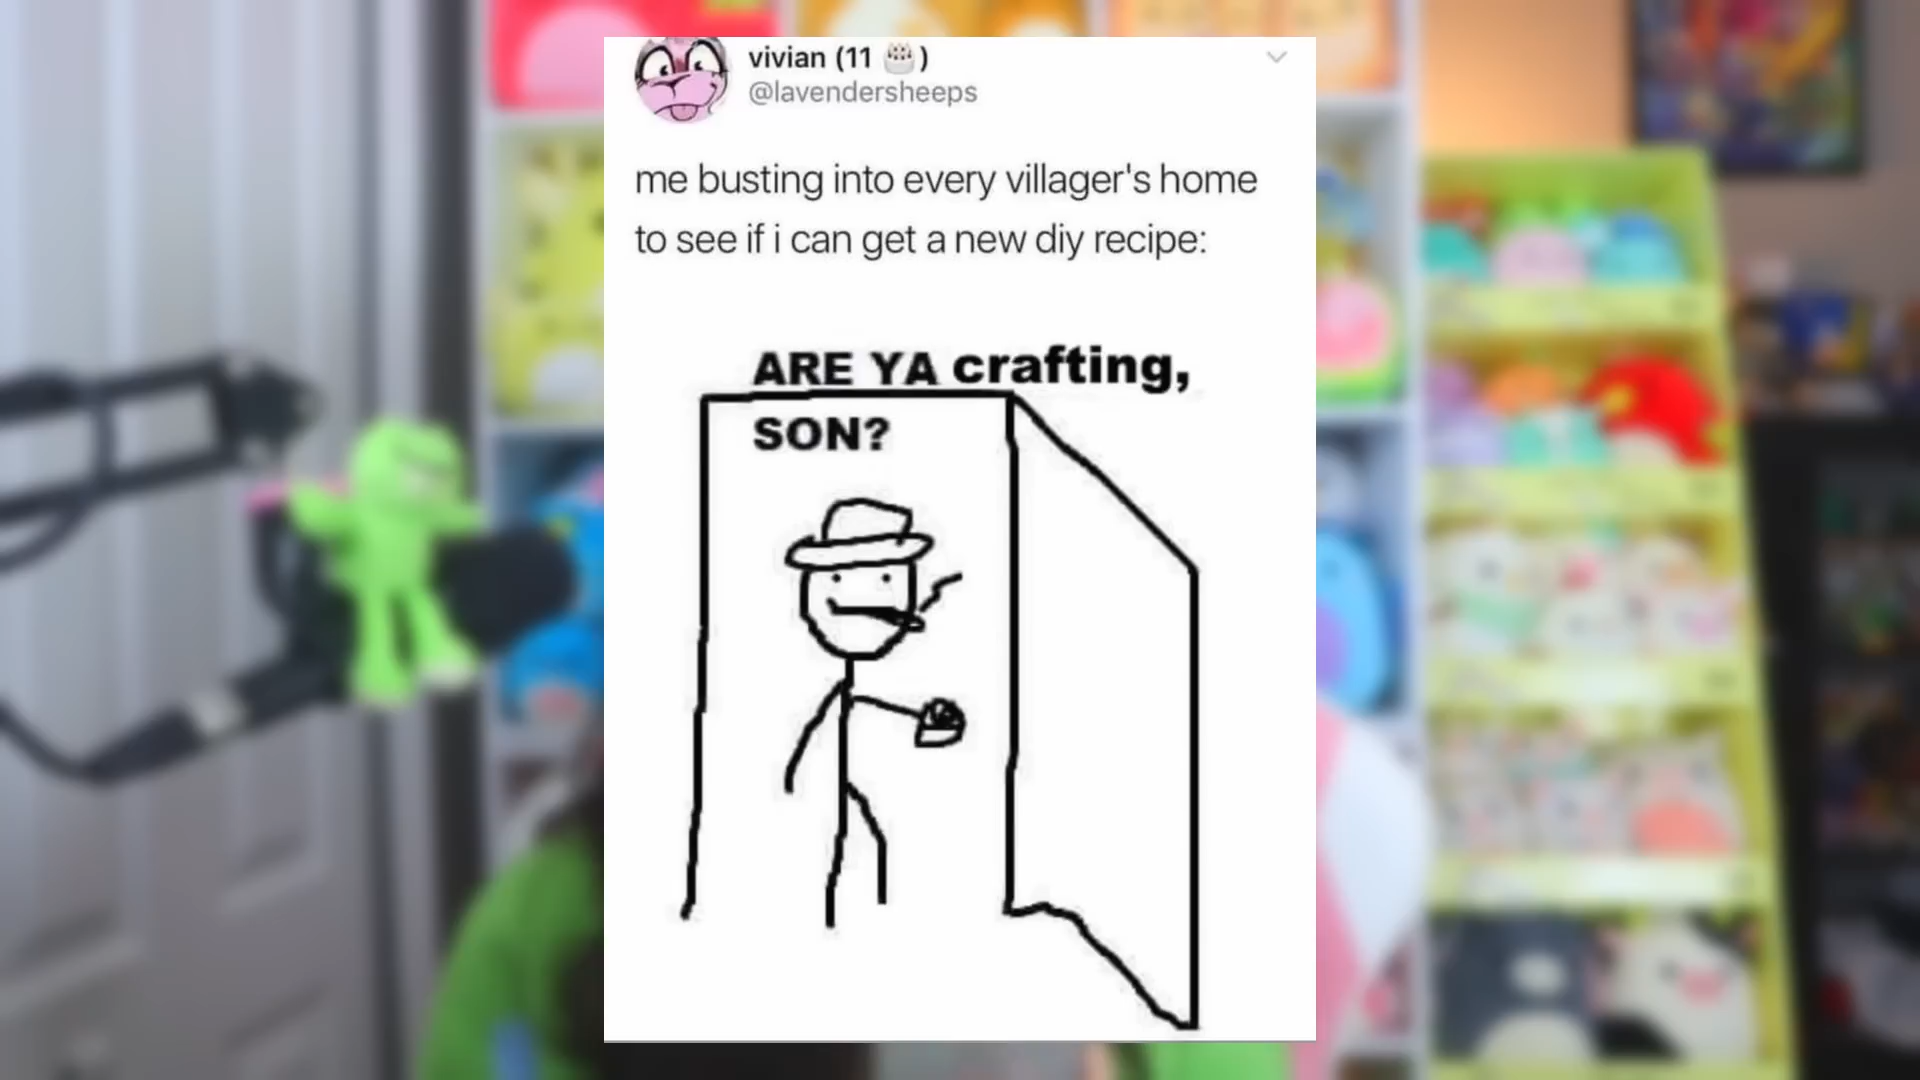 vivian (11 🎂)
@lavendersheeps
me busting into every villager's home
to see if i can get a new diy recipe:
ARE YA crafting,
SON?